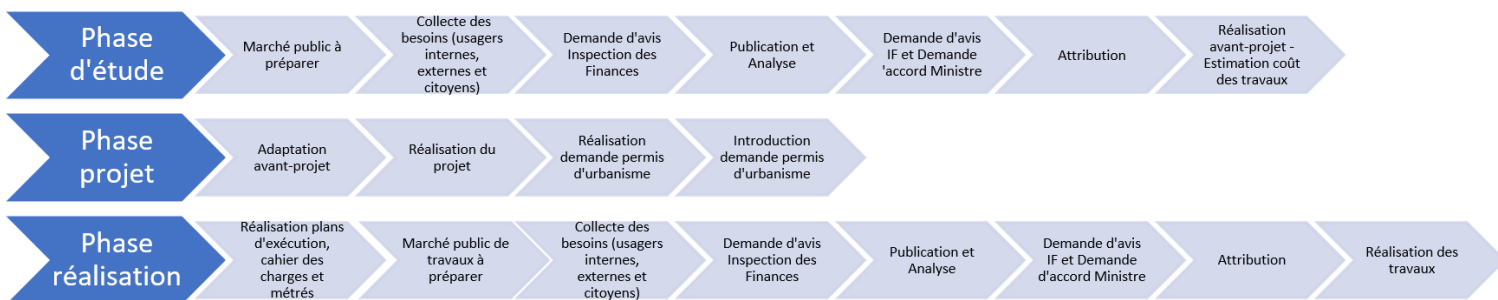 Phase
d'étude
Marché public à
préparer
Collecte des
besoins (usagers
internes,
externes et
citoyens)
Demande d'avis
Inspection des
Finances
Publication et
Analyse
Demande d'avis
IF et Demande
'accord Ministre
Attribution
Réalisation
avant-projet -
Estimation coût
des travaux
Phase
projet
Adaptation
avant-projet
Réalisation du
projet
Réalisation
demande permis
d'urbanisme
Introduction
demande permis
d'urbanisme
Phase
réalisation
Réalisation plans
d'exécution,
cahier des
charges et
métrés
Marché public de
travaux à
préparer
Collecte des
besoins (usagers
internes,
externes et
citoyens)
Demande d'avis
Inspection des
Finances
Publication et
Analyse
Demande d'avis
IF et Demande
d'accord Ministre
Attribution
Réalisation des
travaux